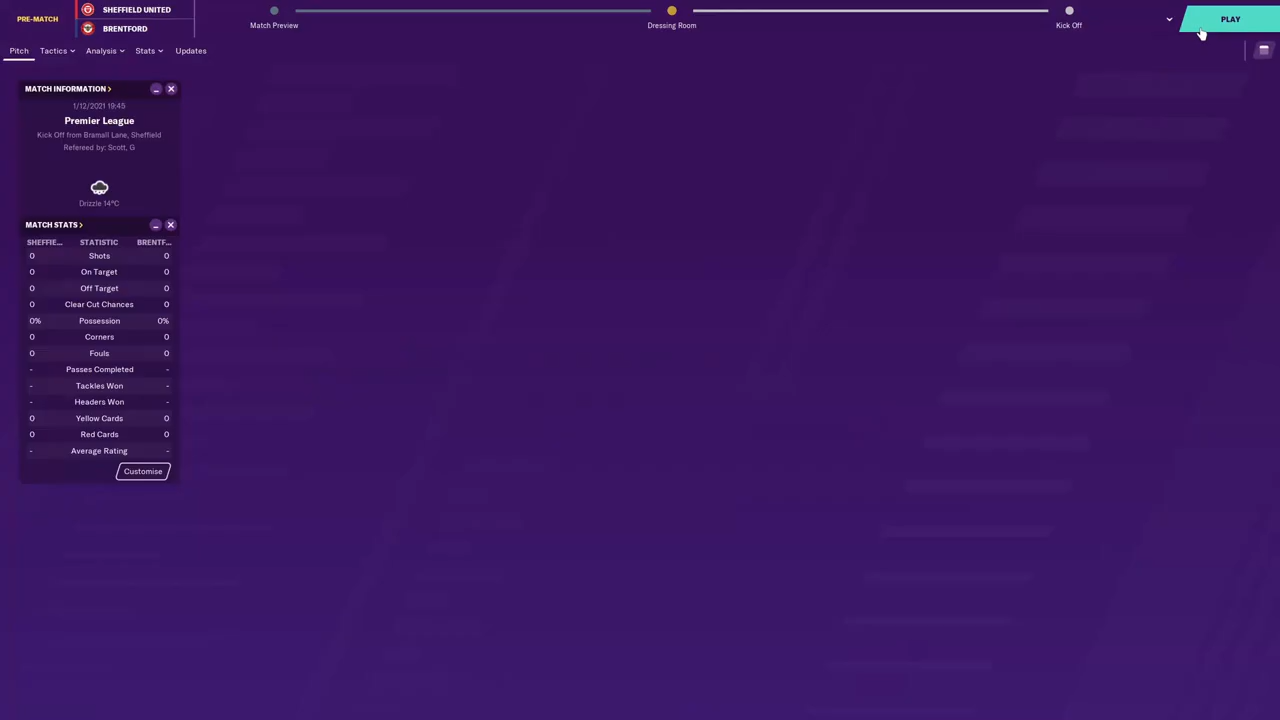 PRE-MATCH
SHEFFIELD UNITED
BRENTFORD
Match Preview
Dressing Room
Kick Off
PLAY
Pitch Tactics Analysis Stats Updates
MATCH INFORMATION
1/12/2021 19:45
Premier League
Kick Off from Bramall Lane, Sheffield
Refereed by: Scott, G
Drizzle 14°C
MATCH STATS
SHEFFIE... STATISTIC BRENTF...
0 Shots 0
0 On Target 0
0 Off Target 0
0 Clear Cut Chances 0
0% Possession 0%
0 Corners 0
0 Fouls 0
- Passes Completed -
- Tackles Won -
- Headers Won -
0 Yellow Cards 0
0 Red Cards 0
- Average Rating -
Customise